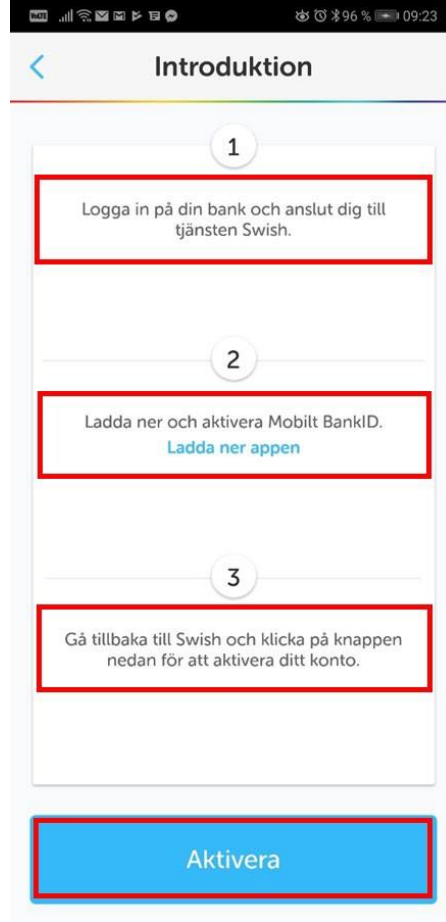 VoLTE 96 % 09:23
Introduktion
1
Logga in på din bank och anslut dig till
tjänsten Swish.
2
Ladda ner och aktivera Mobilt BankID.
Ladda ner appen
3
Gå tillbaka till Swish och klicka på knappen
nedan för att aktivera ditt konto.
Aktivera